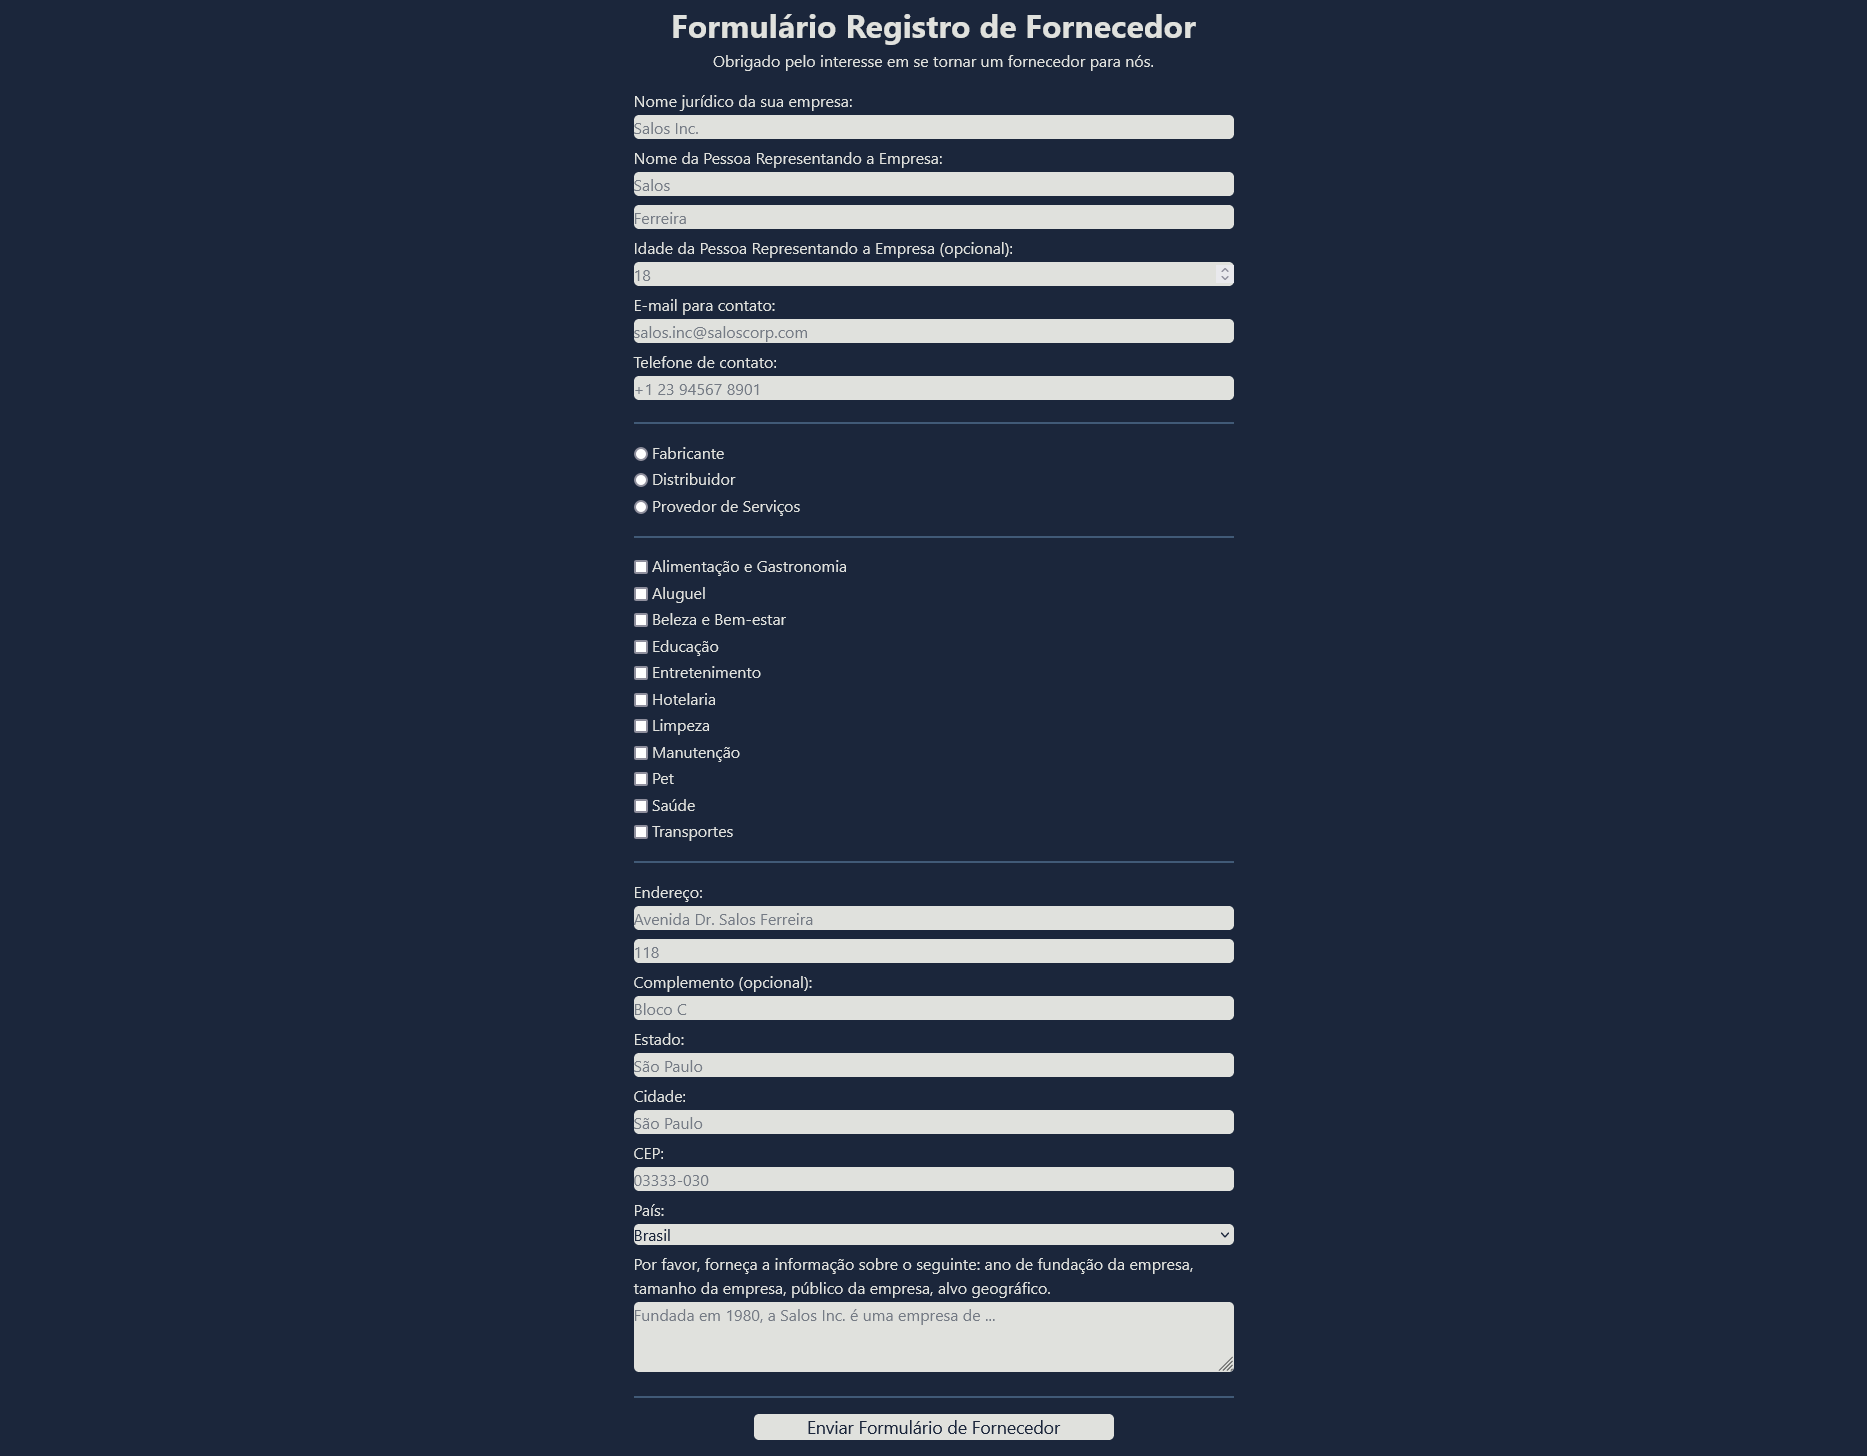 Formulário Registro de Fornecedor
Obrigado pelo interesse em se tornar um fornecedor para nós.
Nome jurídico da sua empresa:
Salos Inc.
Nome da Pessoa Representando a Empresa:
Salos
Ferreira
Idade da Pessoa Representando a Empresa (opcional):
18
E-mail para contato:
salos.inc@saloscorp.com
Telefone de contato:
+1 23 94567 8901
Fabricante
Distribuidor
Provedor de Serviços
Alimentação e Gastronomia
Aluguel
Beleza e Bem-estar
Educação
Entretenimento
Hotelaria
Limpeza
Manutenção
Pet
Saúde
Transportes
Endereço:
Avenida Dr. Salos Ferreira
118
Complemento (opcional):
Bloco C
Estado:
São Paulo
Cidade:
São Paulo
CEP:
03333-030
País:
Brasil
Por favor, forneça a informação sobre o seguinte: ano de fundação da empresa,
tamanho da empresa, público da empresa, alvo geográfico.
Fundada em 1980, a Salos Inc. é uma empresa de ...
Enviar Formulário de Fornecedor